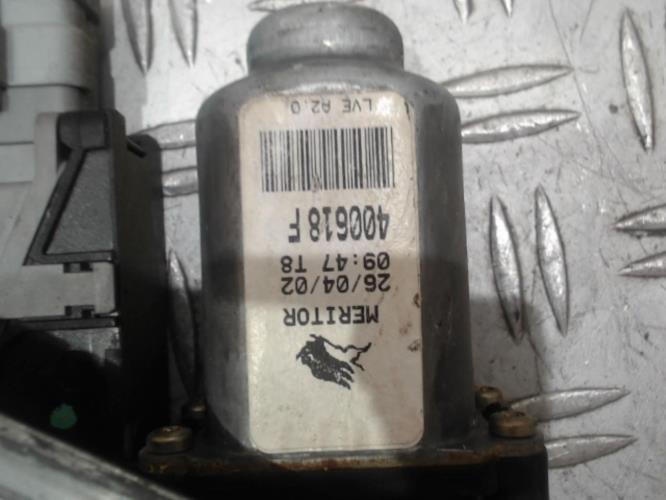 MERITOR
26/04/02
09:47 T8
400618 F
LVE A2.0